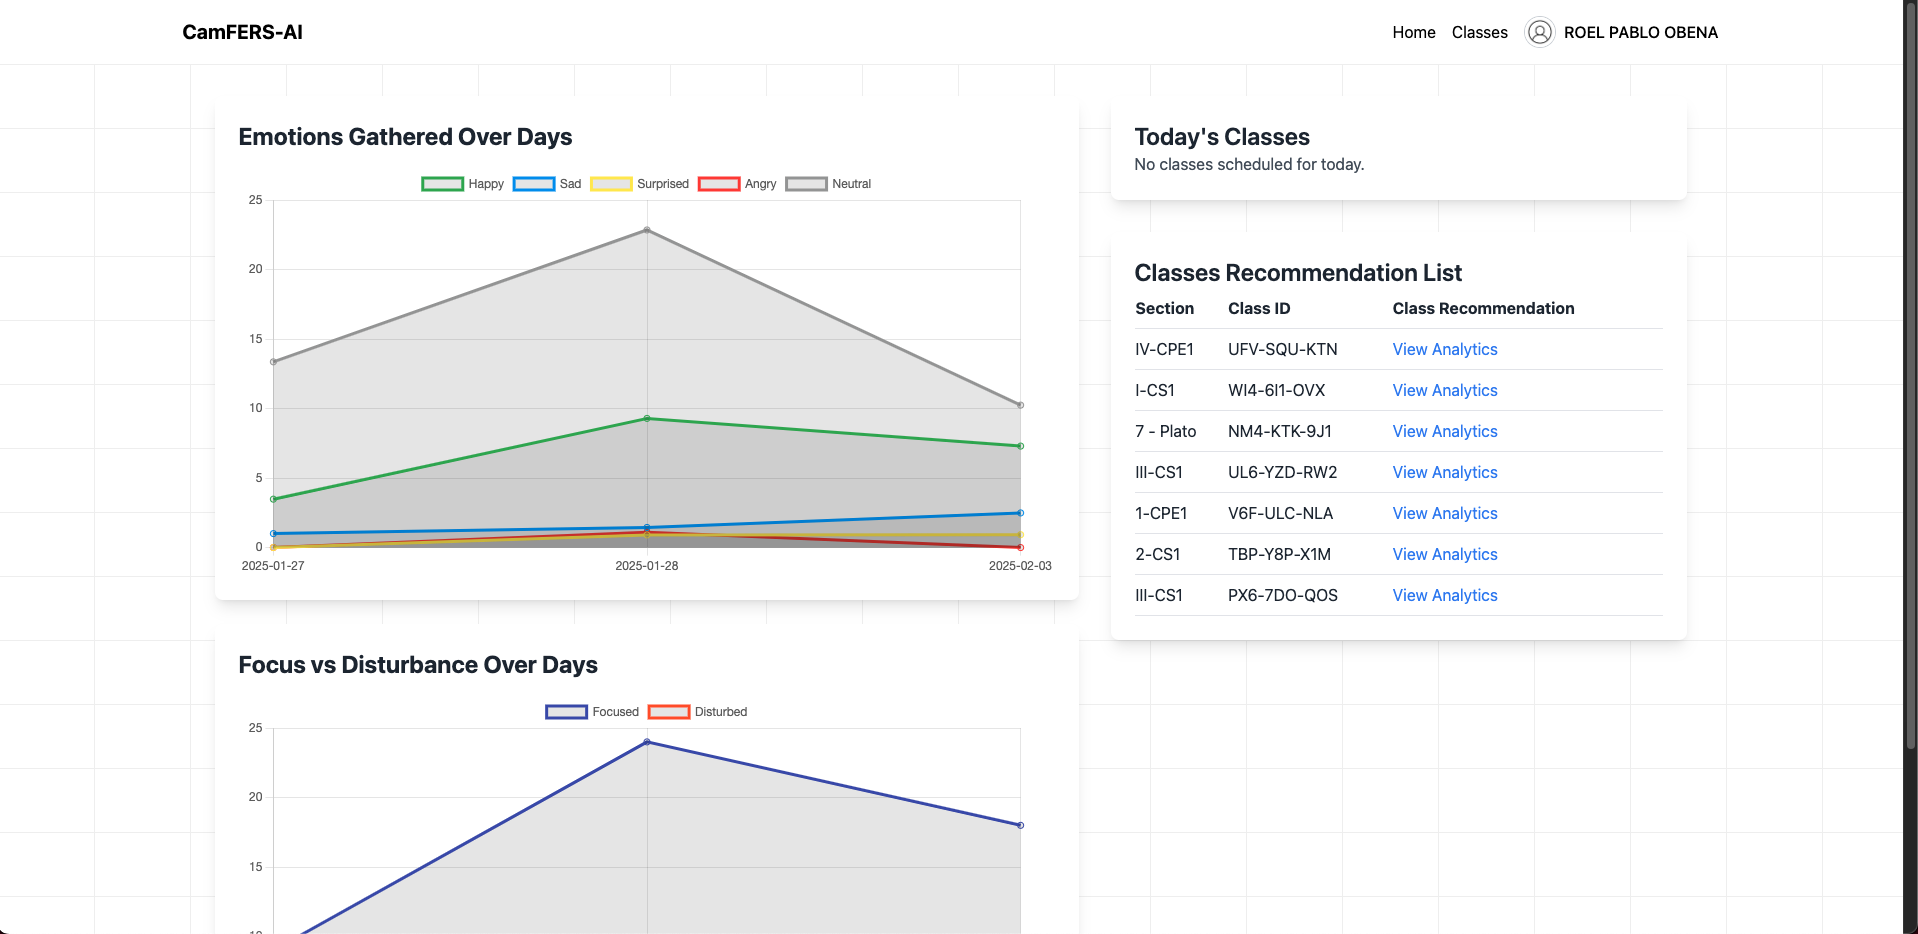 CamFERS-AI
Home Classes ROEL PABLO OBENA
Emotions Gathered Over Days
Happy Sad Surprised Angry Neutral
25
20
15
10
5
0
2025-01-27 2025-01-28 2025-02-03
Focus vs Disturbance Over Days
Focused Disturbed
25
20
15
Today's Classes
No classes scheduled for today.
Classes Recommendation List
Section Class ID Class Recommendation
IV-CPE1 UFV-SQU-KTN View Analytics
I-CS1 WI4-6I1-OVX View Analytics
7 - Plato NM4-KTK-9J1 View Analytics
III-CS1 UL6-YZD-RW2 View Analytics
1-CPE1 V6F-ULC-NLA View Analytics
2-CS1 TBP-Y8P-X1M View Analytics
III-CS1 PX6-7DO-QOS View Analytics